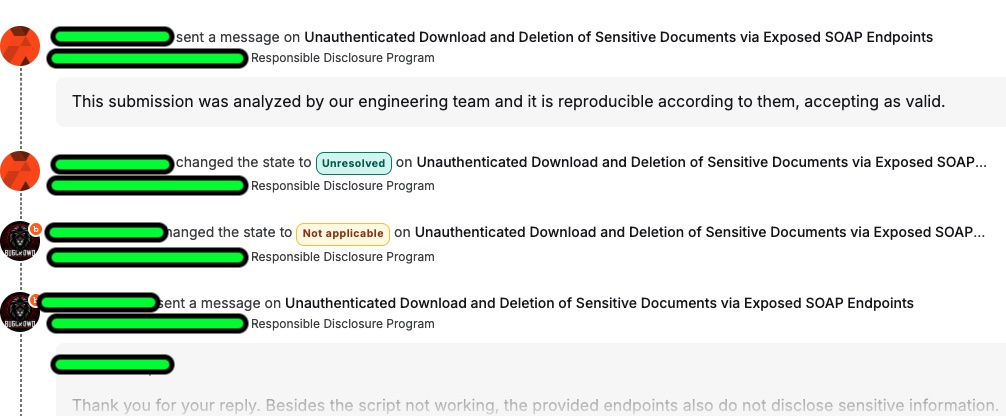 sent a message on Unauthenticated Download and Deletion of Sensitive Documents via Exposed SOAP Endpoints
Responsible Disclosure Program
This submission was analyzed by our engineering team and it is reproducible according to them, accepting as valid.
changed the state to Unresolved on Unauthenticated Download and Deletion of Sensitive Documents via Exposed SOAP...
Responsible Disclosure Program
b
hanged the state to Not applicable on Unauthenticated Download and Deletion of Sensitive Documents via Exposed SOAP...
Responsible Disclosure Program
sent a message on Unauthenticated Download and Deletion of Sensitive Documents via Exposed SOAP Endpoints
Responsible Disclosure Program
Thank you for your reply. Besides the script not working, the provided endpoints also do not disclose sensitive information,